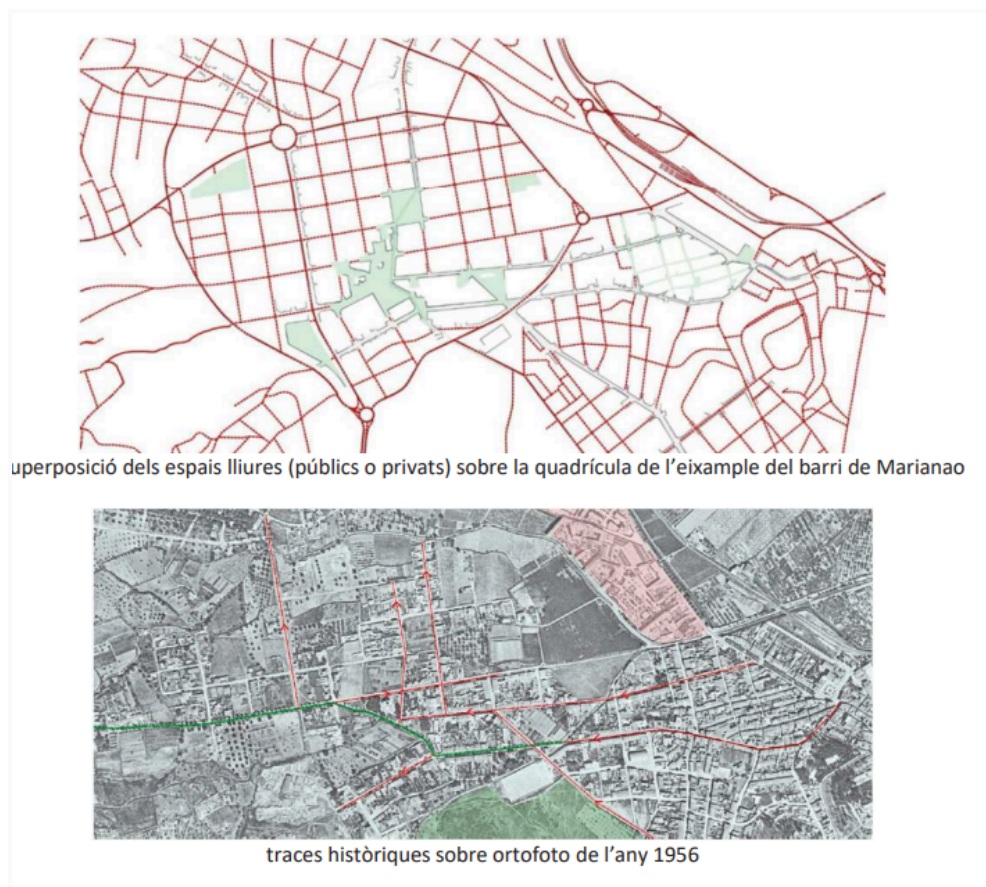 uperposició dels espais lliures (públics o privats) sobre la quadrícula de l'eixample del barri de Marianao
traces històriques sobre ortofoto de l'any 1956